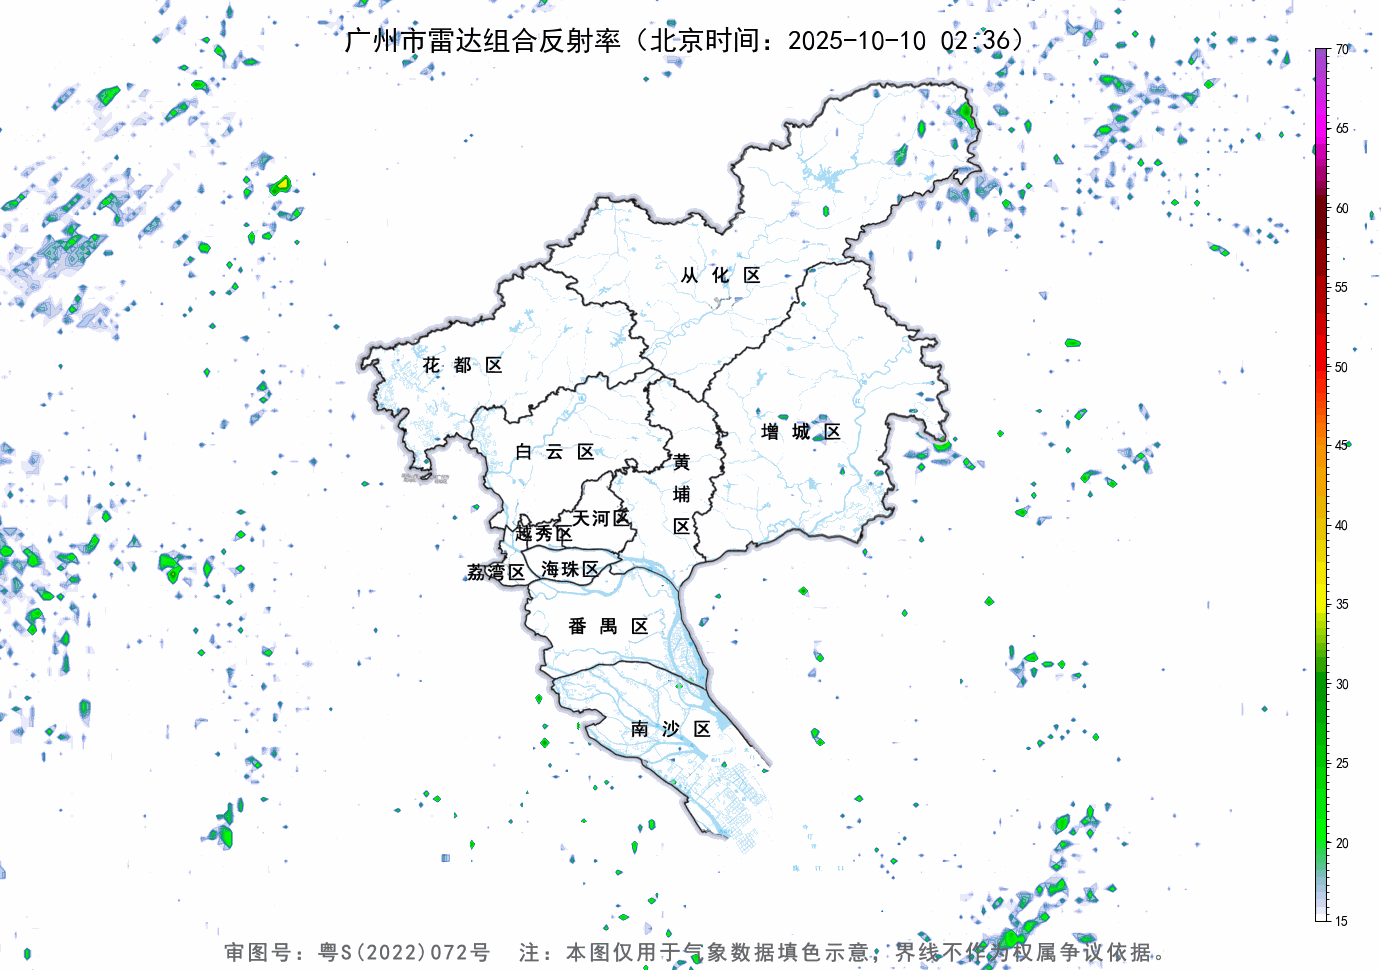 广州市雷达组合反射率（北京时间：2025-10-10 02:36）
70
65
60
55
50
45
40
35
30
25
20
15
从化区
花都区
增城区
白云区
黄埔区
天河区
越秀区
荔湾区
海珠区
番禺区
南沙区
审图号：粤S(2022)072号 注：本图仅用于气象数据填色示意，界线不作为权属争议依据。